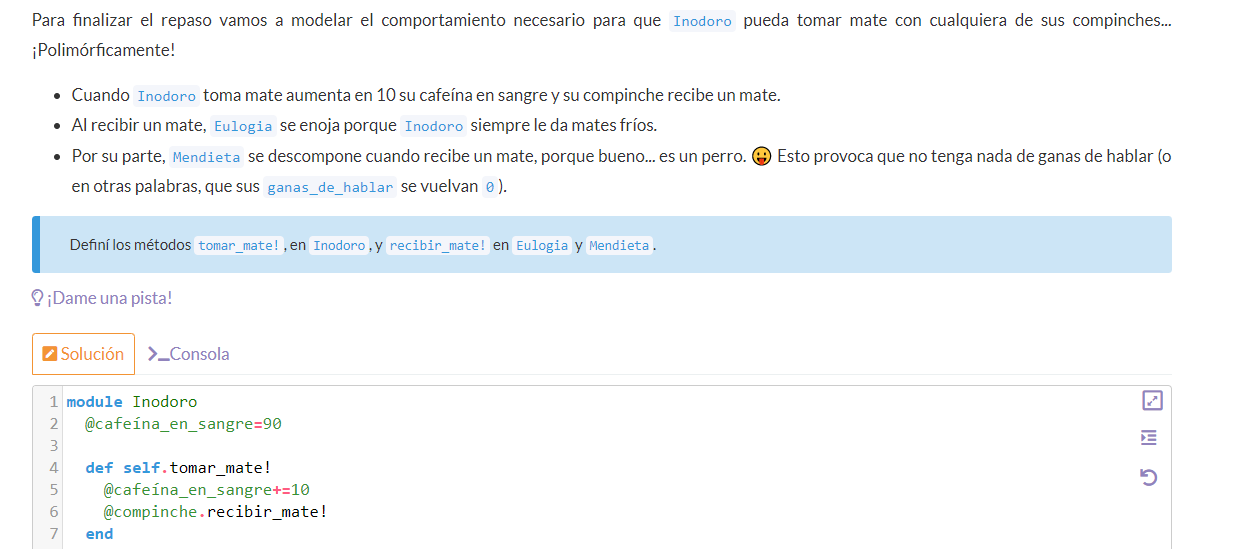 Para finalizar el repaso vamos a modelar el comportamiento necesario para que Inodoro pueda tomar mate con cualquiera de sus compinches...
¡Polimórficamente!
• Cuando Inodoro toma mate aumenta en 10 su cafeína en sangre y su compinche recibe un mate.
• Al recibir un mate, Eulogia se enoja porque Inodoro siempre le da mates fríos.
• Por su parte, Mendieta se descompone cuando recibe un mate, porque bueno... es un perro. 😛 Esto provoca que no tenga nada de ganas de hablar (o
en otras palabras, que sus ganas_de_hablar se vuelvan 0 ).
Definí los métodos tomar_mate! , en Inodoro , y recibir_mate! en Eulogia y Mendieta .
¡Dame una pista!
Solución >_Consola
1 module Inodoro
2 @cafeína_en_sangre=90
3
4 def self.tomar_mate!
5 @cafeína_en_sangre+=10
6 @compinche.recibir_mate!
7 end